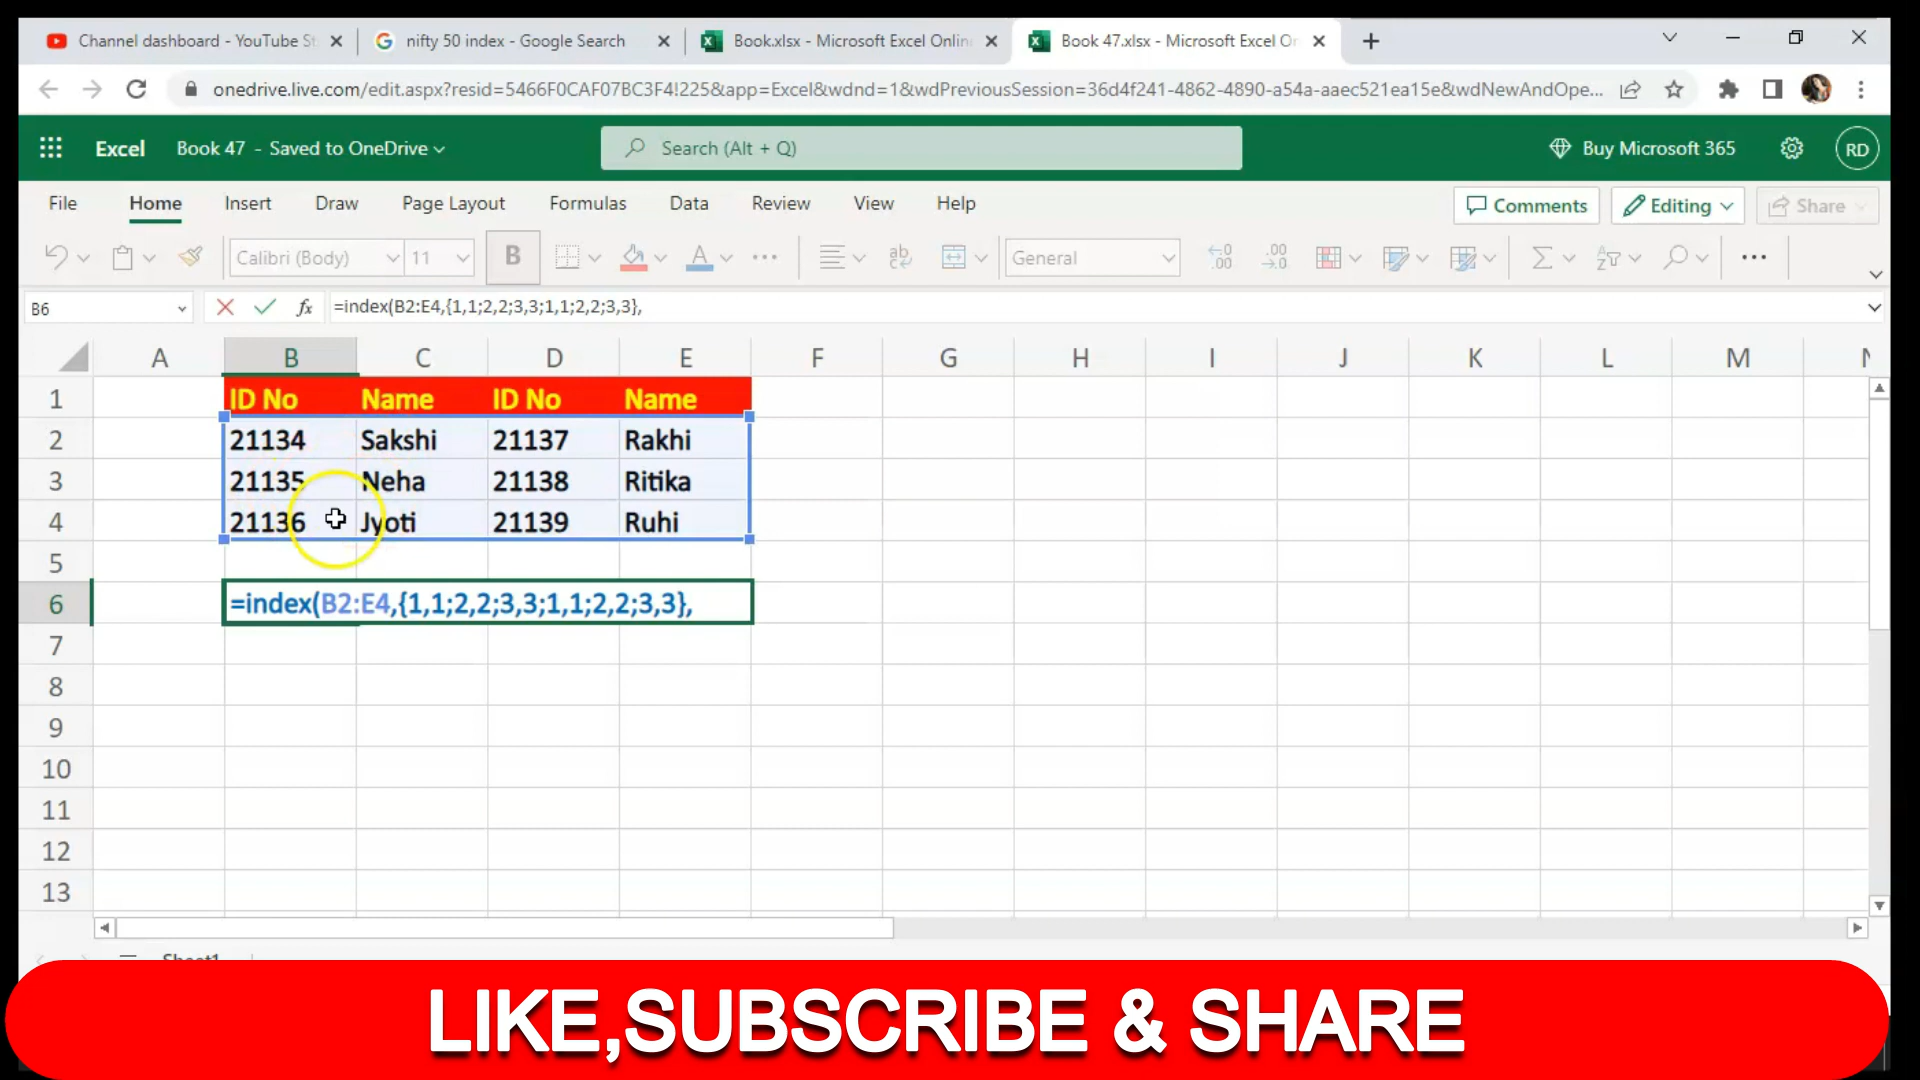 Channel dashboard - YouTube St
nifty 50 index - Google Search
Book.xlsx - Microsoft Excel Onlin
Book 47.xlsx - Microsoft Excel Or
onedrive.live.com/edit.aspx?resid=5466F0CAF07BC3F4!225&app=Excel&wdnd=1&wdPreviousSession=36d4f241-4862-4890-a54a-aaec521ea15e&wdNewAndOpe...
Excel Book 47 - Saved to OneDrive
Search (Alt + Q)
Buy Microsoft 365
RD
File Home Insert Draw Page Layout Formulas Data Review View Help
Comments Editing Share
Calibri (Body) 11 B A ab General
B6 fx =index(B2:E4,{1,1;2,2;3,3;1,1;2,2;3,3},
A B C D E F G H I J K L M
1 ID No Name ID No Name
2 21134 Sakshi 21137 Rakhi
3 21135 Neha 21138 Ritika
4 21136 Jyoti 21139 Ruhi
5
6 =index(B2:E4,{1,1;2,2;3,3;1,1;2,2;3,3},
7
8
9
10
11
12
13
Sheet1
LIKE,SUBSCRIBE & SHARE